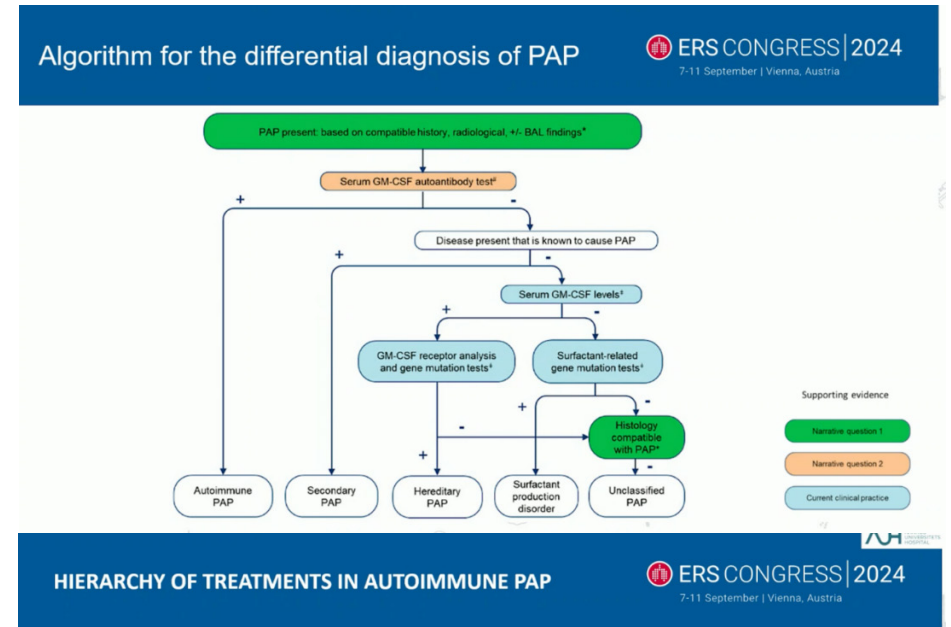 Algorithm for the differential diagnosis of PAP
ERS CONGRESS | 2024
7-11 September | Vienna, Austria
PAP present: based on compatible history, radiological, +/- BAL findings*
Serum GM-CSF autoantibody test#
+
-
Disease present that is known to cause PAP
+
-
Serum GM-CSF levels‡
+
-
GM-CSF receptor analysis
and gene mutation tests‡
Surfactant-related
gene mutation tests‡
Supporting evidence
+
-
-
Histology
compatible
with PAP+
Narrative question 1
+
-
Narrative question 2
Autoimmune
PAP
Secondary
PAP
Hereditary
PAP
Surfactant
production
disorder
Unclassified
PAP
Current clinical practice
HOSPITAL
HIERARCHY OF TREATMENTS IN AUTOIMMUNE PAP
ERS CONGRESS | 2024
7-11 September | Vienna, Austria